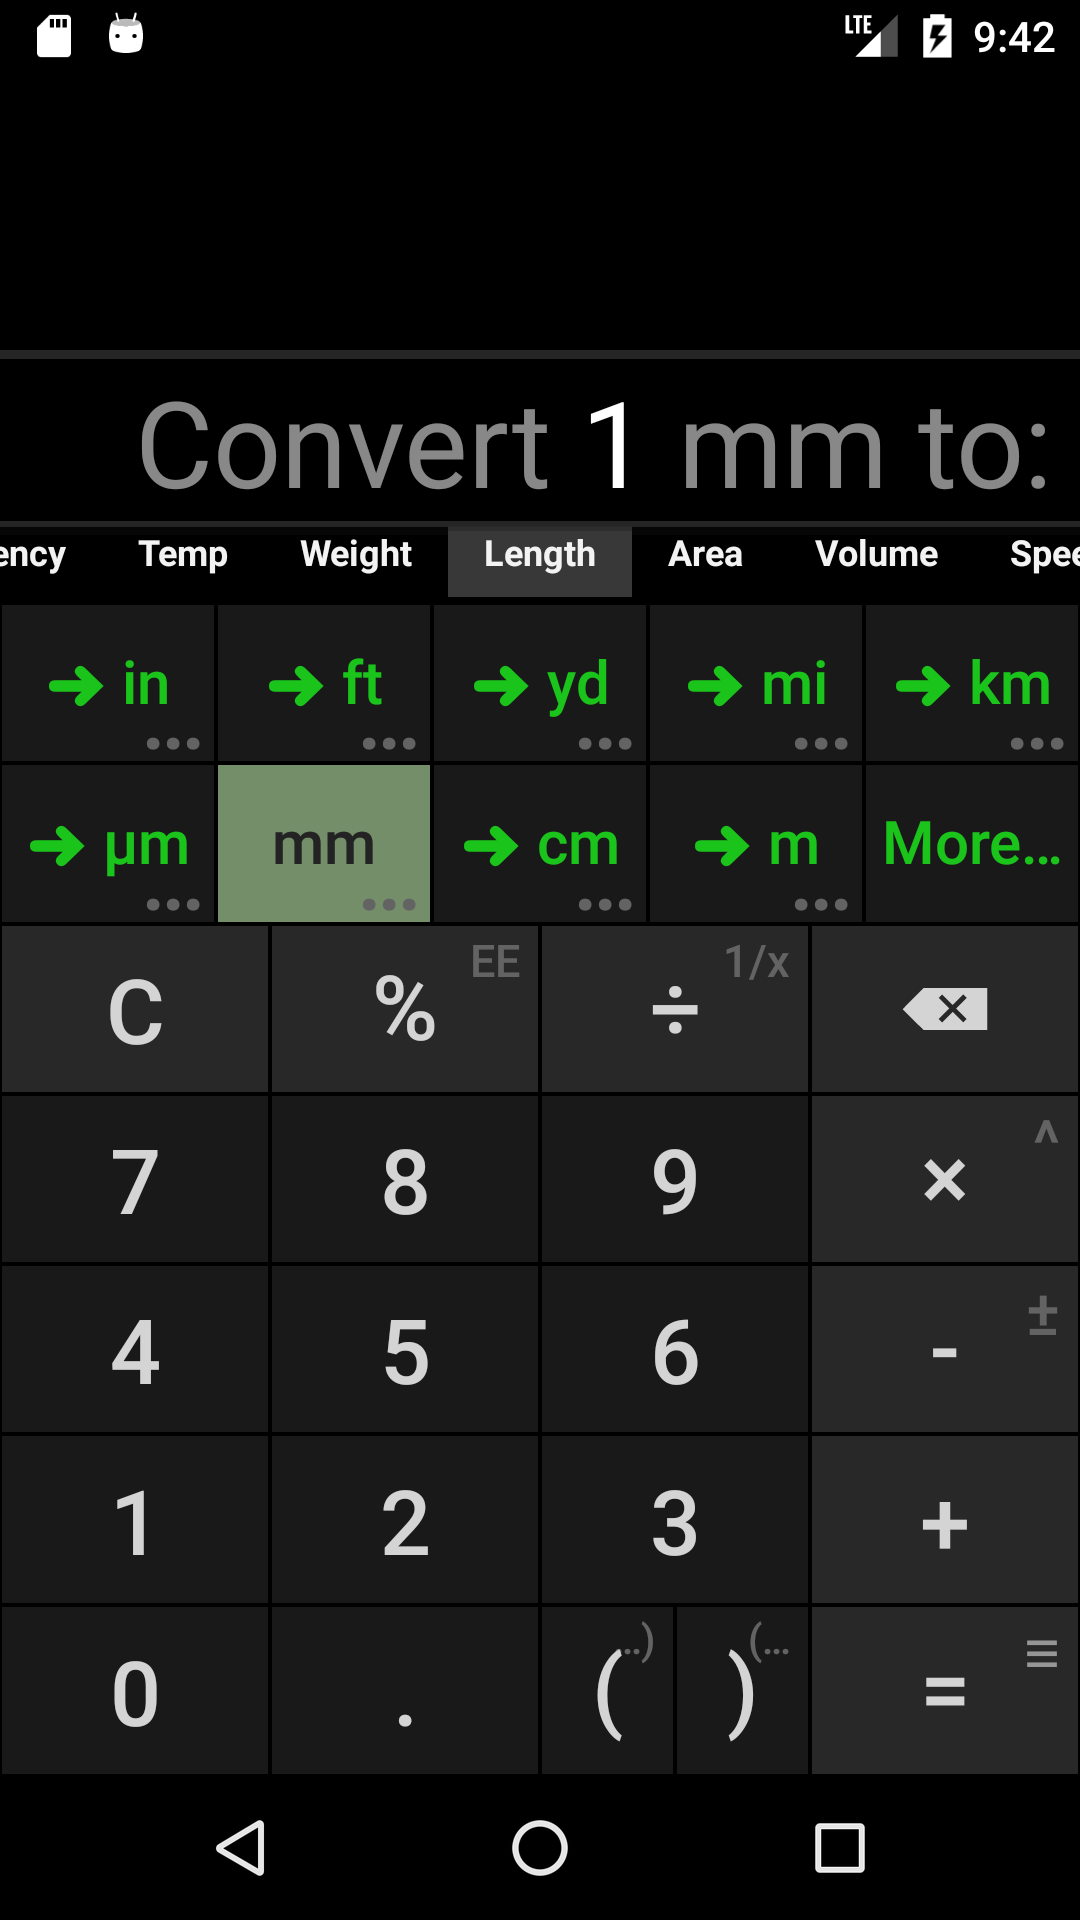 LTE 9:42
Convert 1 mm to:
ency Temp Weight Length Area Volume Spee
in ft yd mi km
µm mm cm m More...
C % EE ÷ 1/x
7 8 9 × ^
4 5 6 - ±
1 2 3 +
0 . ( ..) ) (... =